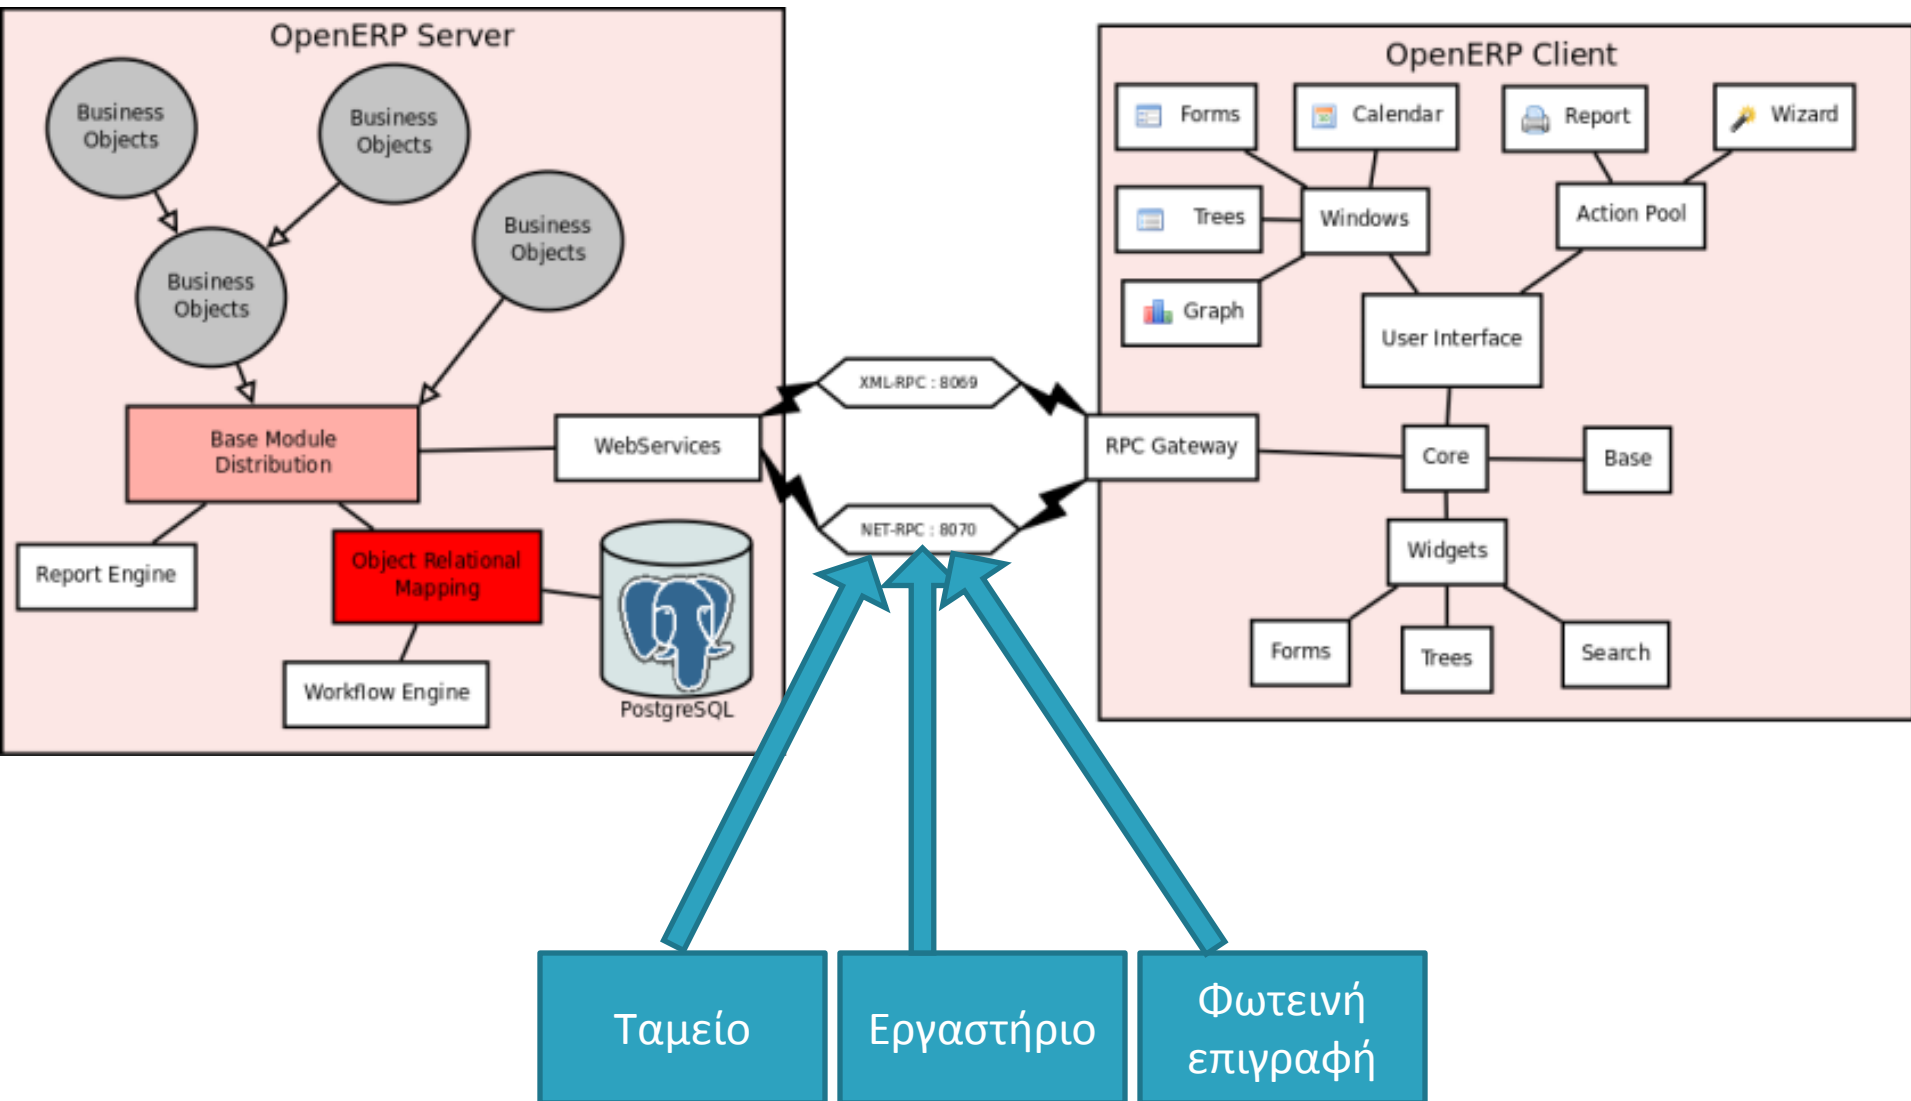 OpenERP Server
Business
Objects
Business
Objects
Business
Objects
Business
Objects
Base Module
Distribution
WebServices
Report Engine
Object Relational
Mapping
Workflow Engine
PostgreSQL
XML-RPC : 8069
NET-RPC : 8070
OpenERP Client
Forms
Calendar
Report
Wizard
Trees
Windows
Action Pool
Graph
User Interface
RPC Gateway
Core
Base
Widgets
Forms
Trees
Search
Ταμείο
Εργαστήριο
Φωτεινή
επιγραφή